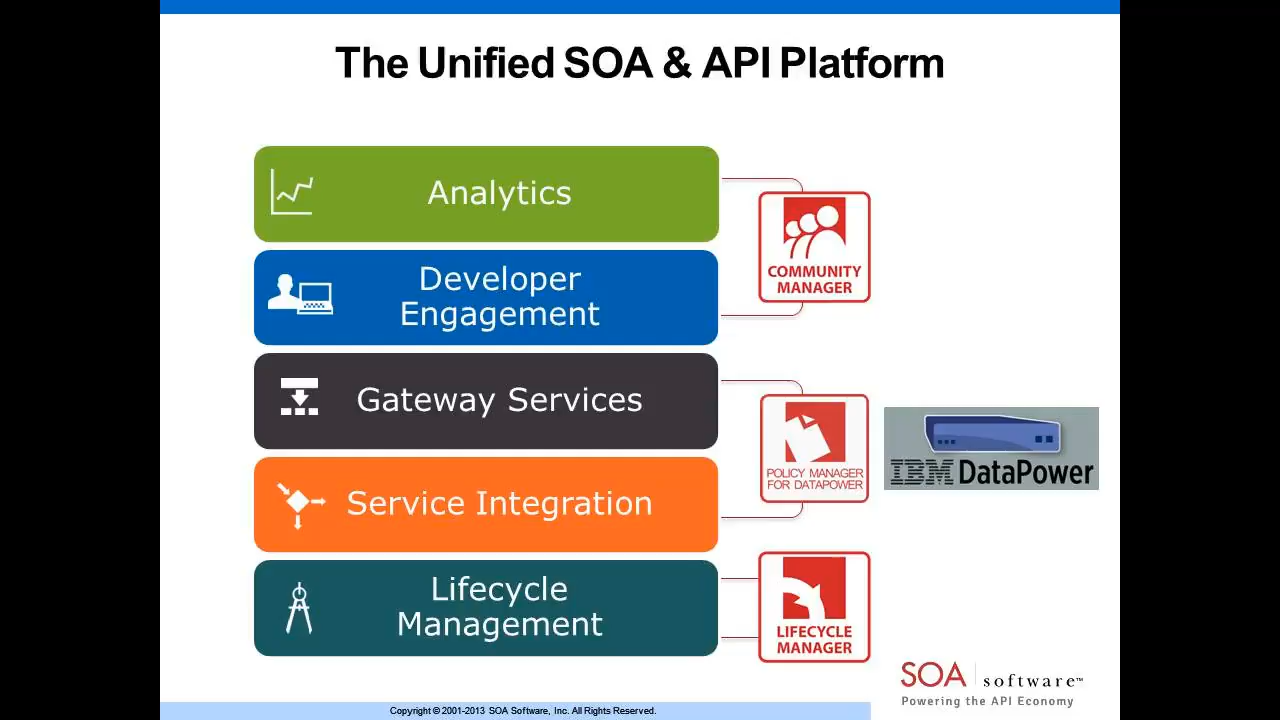 The Unified SOA & API Platform
Analytics
Developer
Engagement
COMMUNITY
MANAGER
Gateway Services
Service Integration
POLICY MANAGER
FOR DATAPOWER
IBM DataPower
Lifecycle
Management
LIFECYCLE
MANAGER
SOA software™
Powering the API Economy
Copyright © 2001-2013 SOA Software, Inc. All Rights Reserved.